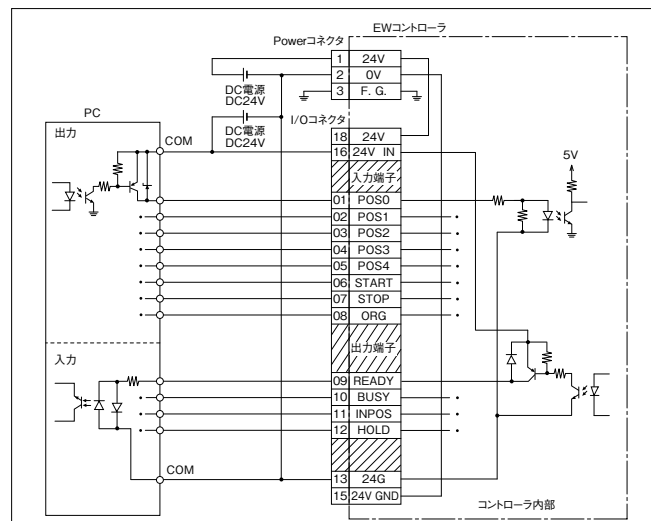 EWコントローラ
Powerコネクタ
1 24V
2 0V
3 F. G.
DC電源
DC24V
DC電源
DC24V
I/Oコネクタ
PC
出力
COM
18 24V
16 24V IN
入力端子
5V
01 POS0
02 POS1
03 POS2
04 POS3
05 POS4
06 START
07 STOP
08 ORG
出力端子
入力
09 READY
10 BUSY
11 INPOS
12 HOLD
COM
13 24G
15 24V GND
コントローラ内部